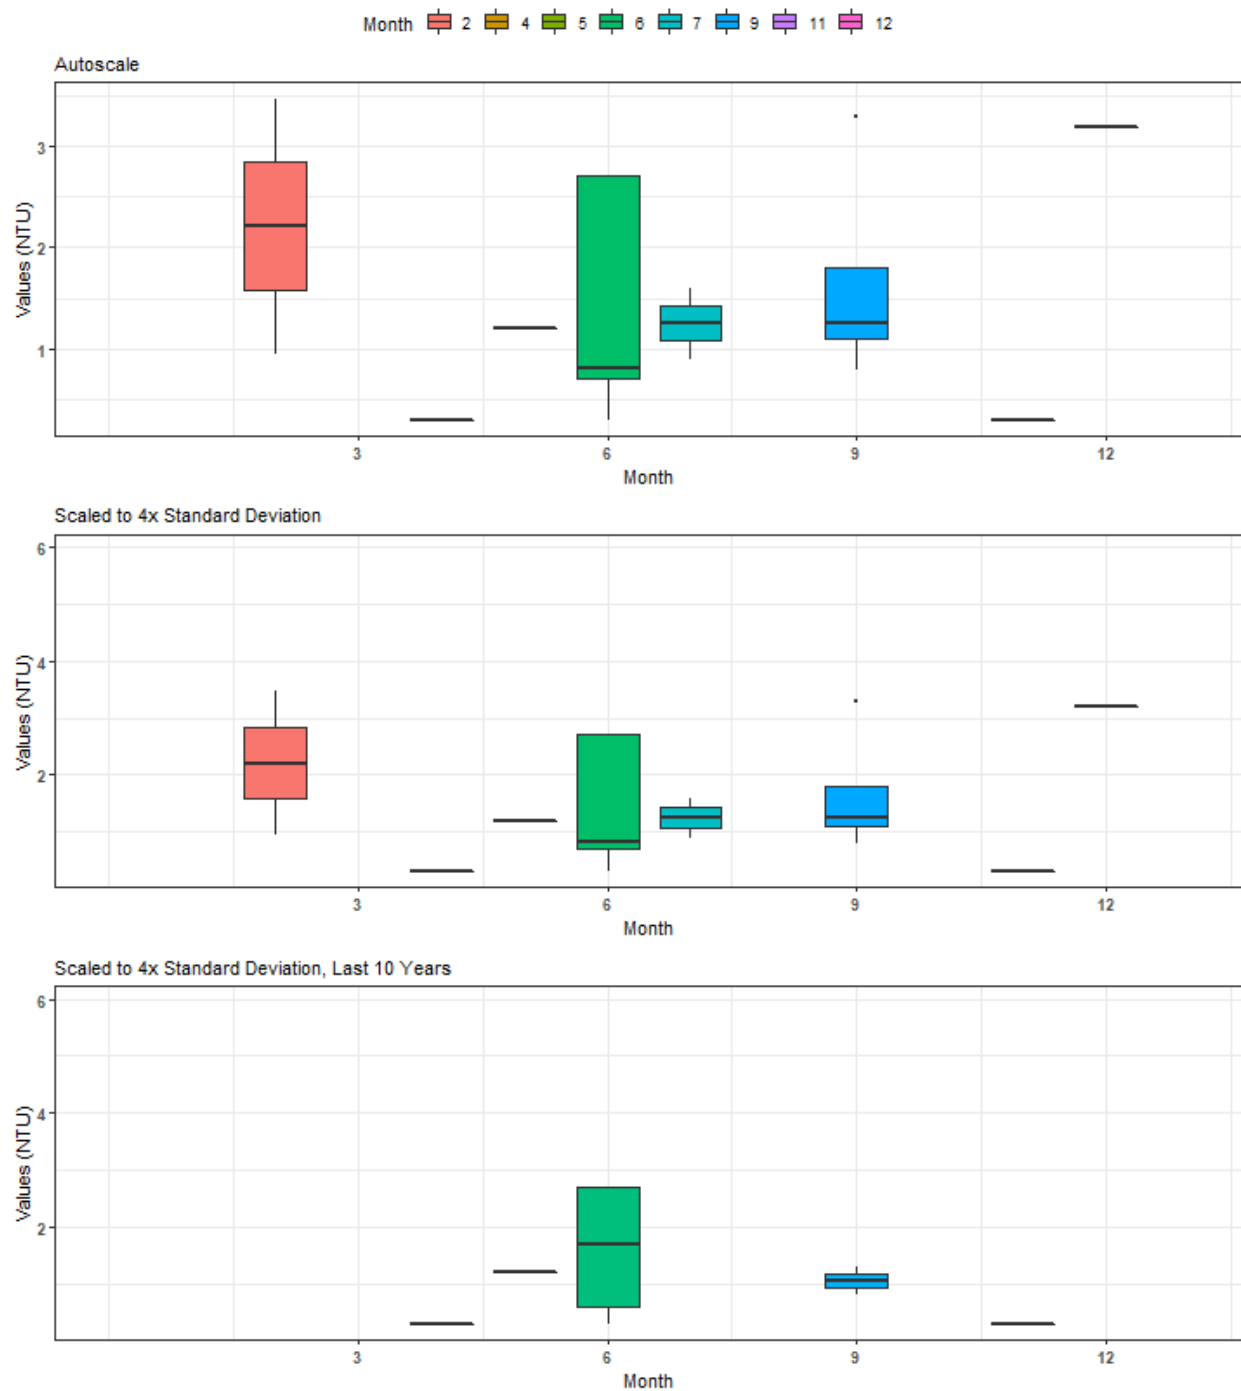 Month 2 4 5 6 7 9 11 12
Autoscale
Values (NTU)
3
2
1
3 6 9 12
Month
Scaled to 4x Standard Deviation
Values (NTU)
6
4
2
3 6 9 12
Month
Scaled to 4x Standard Deviation, Last 10 Years
Values (NTU)
6
4
2
3 6 9 12
Month